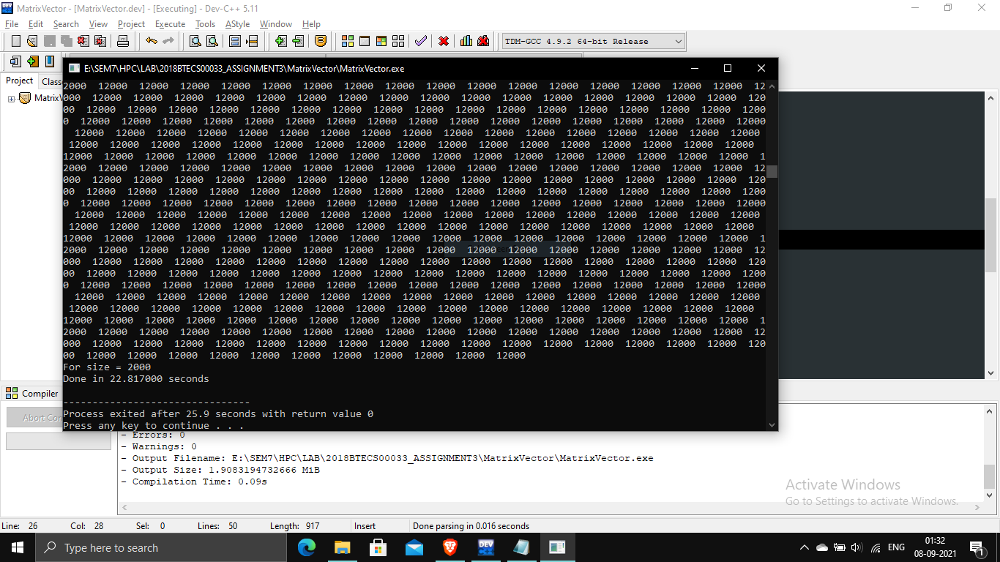 MatrixVector - [MatrixVector.dev] - [Executing] - Dev-C++ 5.11
File Edit Search View Project Execute Tools AStyle Window Help
TDM-GCC 4.9.2 64-bit Release
Project Class
MatrixV
E:\SEM7\HPC\LAB\2018BTECS00033_ASSIGNMENT3\MatrixVector\MatrixVector.exe
2000 12000 12000 12000 12000 12000 12000 12000 12000 12000 12000 12000 12000 12000 12000 12000 12000 12
000 12000 12000 12000 12000 12000 12000 12000 12000 12000 12000 12000 12000 12000 12000 12000 12000 120
00 12000 12000 12000 12000 12000 12000 12000 12000 12000 12000 12000 12000 12000 12000 12000 12000 1200
0 12000 12000 12000 12000 12000 12000 12000 12000 12000 12000 12000 12000 12000 12000 12000 12000 12000
12000 12000 12000 12000 12000 12000 12000 12000 12000 12000 12000 12000 12000 12000 12000 12000 12000
12000 12000 12000 12000 12000 12000 12000 12000 12000 12000 12000 12000 12000 12000 12000 12000 12000
12000 12000 12000 12000 12000 12000 12000 12000 12000 12000 12000 12000 12000 12000 12000 12000 12000 1
2000 12000 12000 12000 12000 12000 12000 12000 12000 12000 12000 12000 12000 12000 12000 12000 12000 12
000 12000 12000 12000 12000 12000 12000 12000 12000 12000 12000 12000 12000 12000 12000 12000 12000 120
00 12000 12000 12000 12000 12000 12000 12000 12000 12000 12000 12000 12000 12000 12000 12000 12000 1200
0 12000 12000 12000 12000 12000 12000 12000 12000 12000 12000 12000 12000 12000 12000 12000 12000 12000
12000 12000 12000 12000 12000 12000 12000 12000 12000 12000 12000 12000 12000 12000 12000 12000 12000
12000 12000 12000 12000 12000 12000 12000 12000 12000 12000 12000 12000 12000 12000 12000 12000 12000
12000 12000 12000 12000 12000 12000 12000 12000 12000 12000 12000 12000 12000 12000 12000 12000 12000 1
2000 12000 12000 12000 12000 12000 12000 12000 12000 12000 12000 12000 12000 12000 12000 12000 12000 12
000 12000 12000 12000 12000 12000 12000 12000 12000 12000 12000 12000 12000 12000 12000 12000 12000 120
00 12000 12000 12000 12000 12000 12000 12000 12000 12000 12000 12000 12000 12000 12000 12000 12000 1200
0 12000 12000 12000 12000 12000 12000 12000 12000 12000 12000 12000 12000 12000 12000 12000 12000 12000
12000 12000 12000 12000 12000 12000 12000 12000 12000 12000 12000 12000 12000 12000 12000 12000 12000
12000 12000 12000 12000 12000 12000 12000 12000 12000 12000 12000 12000 12000 12000 12000 12000 12000
12000 12000 12000 12000 12000 12000 12000 12000 12000 12000 12000 12000 12000 12000 12000 12000 12000 1
2000 12000 12000 12000 12000 12000 12000 12000 12000 12000 12000 12000 12000 12000 12000 12000 12000 12
000 12000 12000 12000 12000 12000 12000 12000 12000 12000 12000 12000 12000 12000 12000 12000 12000 120
00 12000 12000 12000 12000 12000 12000 12000 12000 12000 12000 12000
For size = 2000
Done in 22.817000 seconds
--------------------------------
Process exited after 25.9 seconds with return value 0
Press any key to continue . . .
Compiler
Abort Con
- Errors: 0
- Warnings: 0
- Output Filename: E:\SEM7\HPC\LAB\2018BTECS00033_ASSIGNMENT3\MatrixVector\MatrixVector.exe
- Output Size: 1.9083194732666 MiB
- Compilation Time: 0.09s
Activate Windows
Go to Settings to activate Windows.
Line: 26 Col: 28 Sel: 0 Lines: 50 Length: 917 Insert Done parsing in 0.016 seconds
Type here to search
DEV
ENG
01:32
08-09-2021
1